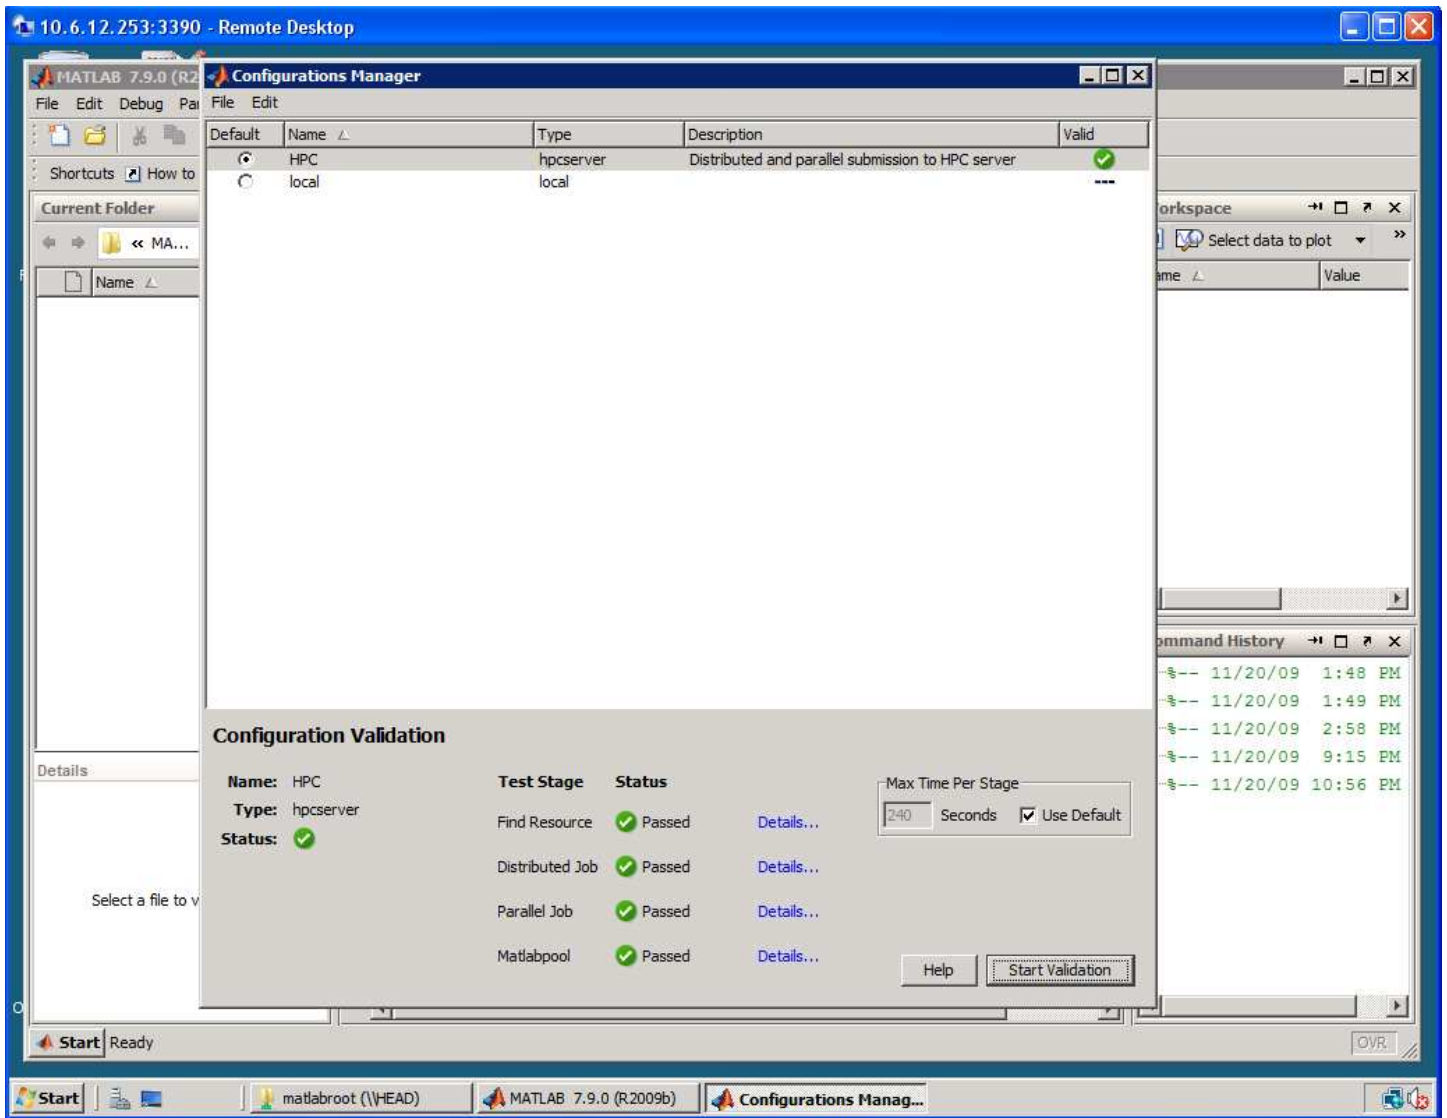 10.6.12.253:3390 - Remote Desktop
MATLAB 7.9.0 (R2
Configurations Manager
File Edit Debug Par
File Edit
Default Name Type Description Valid
HPC hpcserver Distributed and parallel submission to HPC server
local local ---
Shortcuts How to
Current Folder
« MA...
Name
orkspace
Select data to plot »
ame Value
ommand History
%-- 11/20/09 1:48 PM
%-- 11/20/09 1:49 PM
%-- 11/20/09 2:58 PM
%-- 11/20/09 9:15 PM
%-- 11/20/09 10:56 PM
Details
Select a file to v
Configuration Validation
Name: HPC
Type: hpcserver
Status:
Test Stage Status
Find Resource Passed Details...
Distributed Job Passed Details...
Parallel Job Passed Details...
Matlabpool Passed Details...
Max Time Per Stage
240 Seconds Use Default
Help Start Validation
Start Ready
OVR
Start matlabroot (\\HEAD) MATLAB 7.9.0 (R2009b) Configurations Manag...